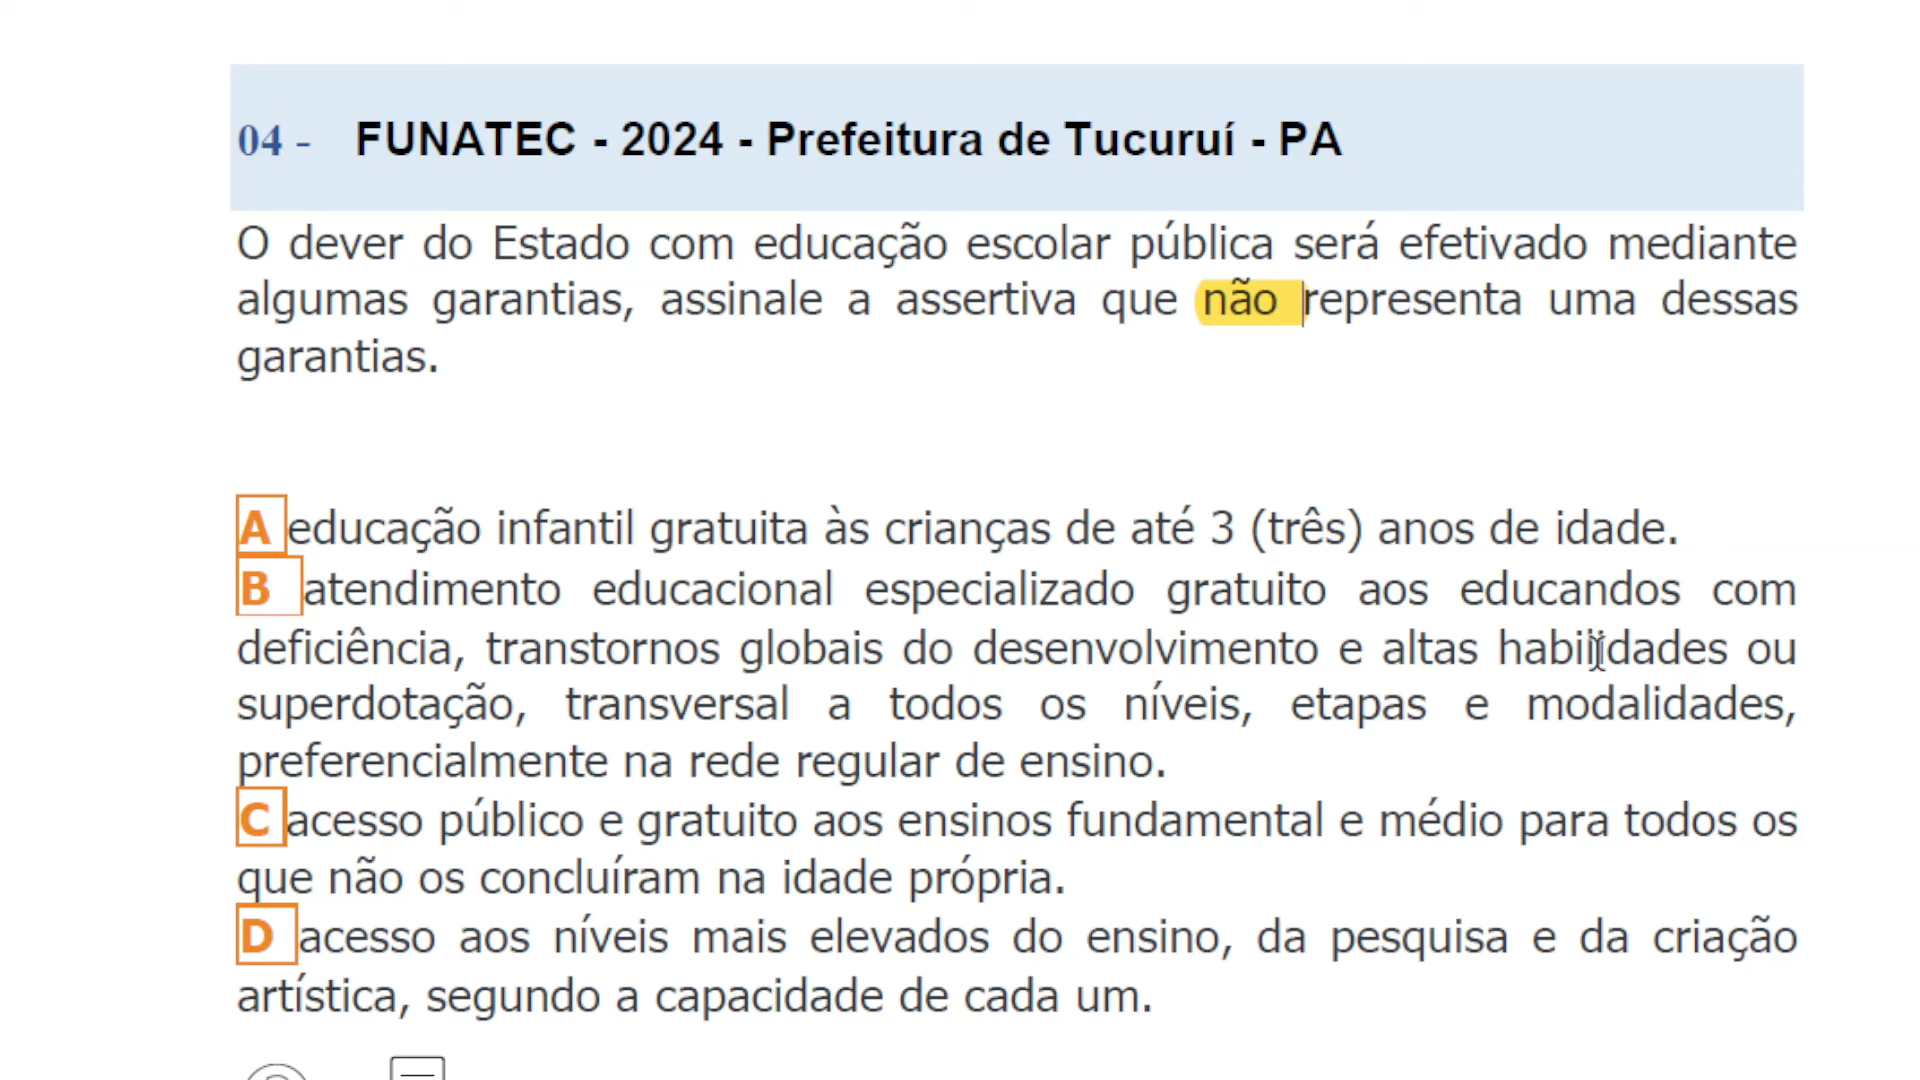 04 - FUNATEC - 2024 - Prefeitura de Tucuruí - PA
O dever do Estado com educação escolar pública será efetivado mediante
algumas garantias, assinale a assertiva que não representa uma dessas
garantias.
A educação infantil gratuita às crianças de até 3 (três) anos de idade.
B atendimento educacional especializado gratuito aos educandos com
deficiência, transtornos globais do desenvolvimento e altas habilidades ou
superdotação, transversal a todos os níveis, etapas e modalidades,
preferencialmente na rede regular de ensino.
C acesso público e gratuito aos ensinos fundamental e médio para todos os
que não os concluíram na idade própria.
D acesso aos níveis mais elevados do ensino, da pesquisa e da criação
artística, segundo a capacidade de cada um.